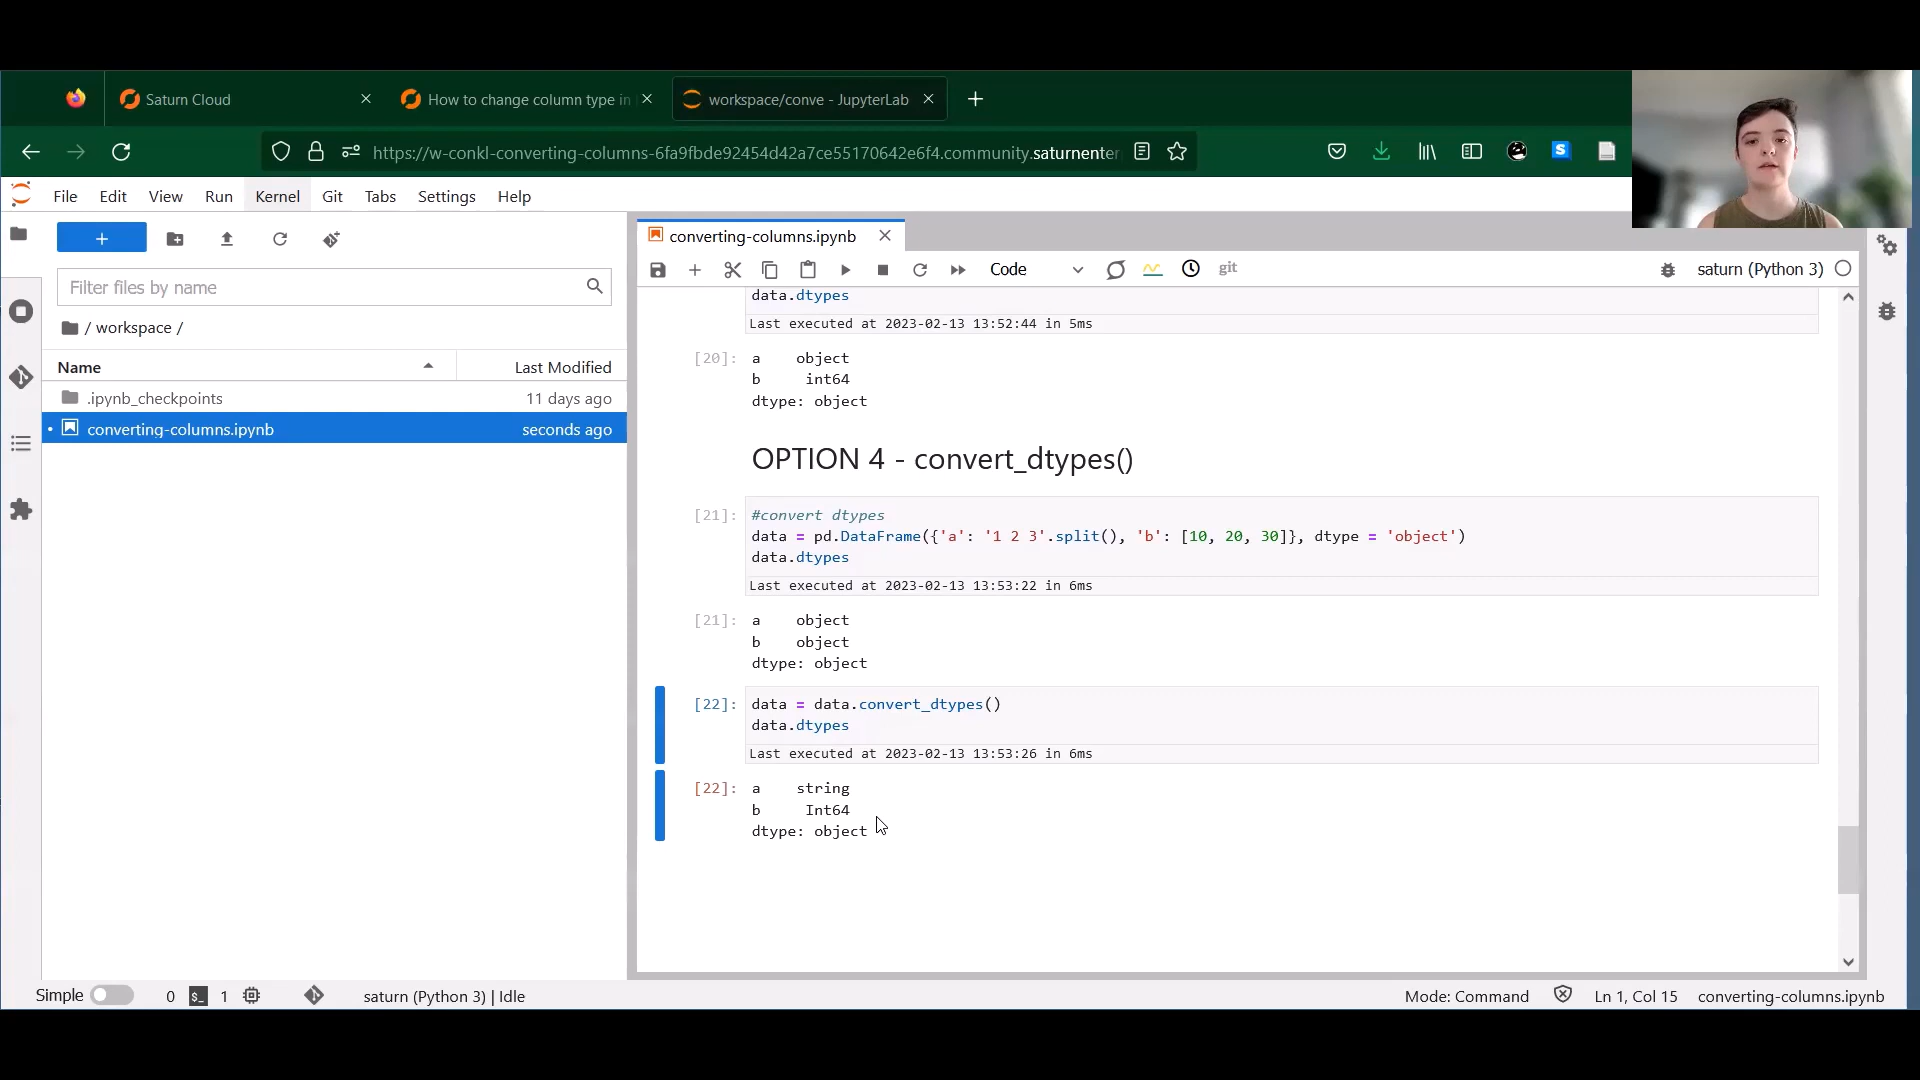 Saturn Cloud
How to change column type in
workspace/conve - JupyterLab
https://w-conkl-converting-columns-6fa9fbde92454d42a7ce55170642e6f4.community.saturnenter
S
File Edit View Run Kernel Git Tabs Settings Help
+
Filter files by name
/ workspace /
Name Last Modified
.ipynb_checkpoints 11 days ago
converting-columns.ipynb seconds ago
converting-columns.ipynb
Code git saturn (Python 3)
data.dtypes
Last executed at 2023-02-13 13:52:44 in 5ms
[20]: a object
b int64
dtype: object
OPTION 4 - convert_dtypes()
[21]: #convert dtypes
data = pd.DataFrame({'a': '1 2 3'.split(), 'b': [10, 20, 30]}, dtype = 'object')
data.dtypes
Last executed at 2023-02-13 13:53:22 in 6ms
[21]: a object
b object
dtype: object
[22]: data = data.convert_dtypes()
data.dtypes
Last executed at 2023-02-13 13:53:26 in 6ms
[22]: a string
b Int64
dtype: object
Simple 0 $_ 1 saturn (Python 3) | Idle Mode: Command Ln 1, Col 15 converting-columns.ipynb